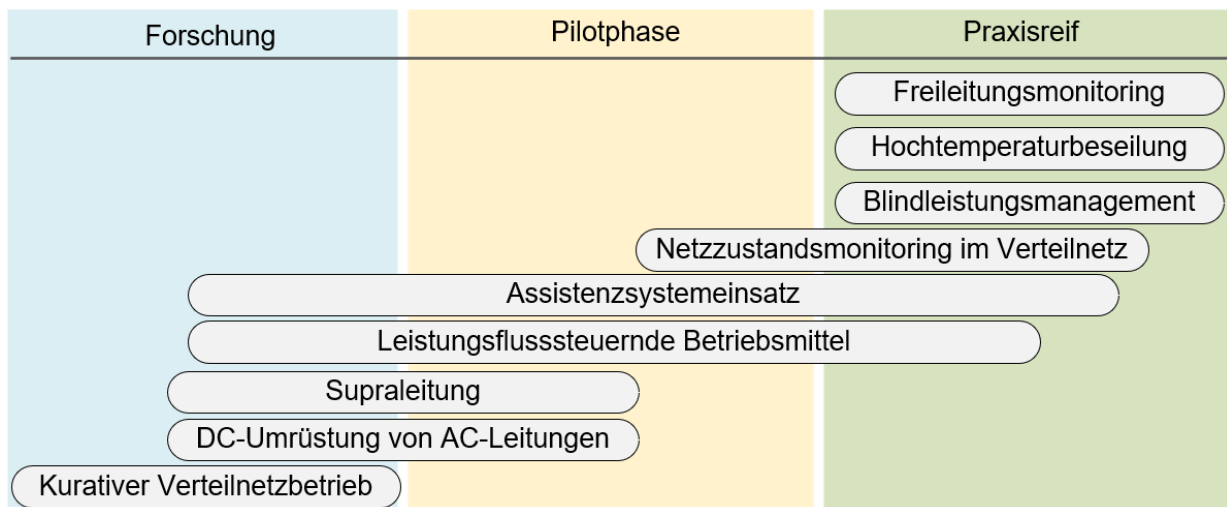 Forschung
Pilotphase
Praxisreif
Freileitungsmonitoring
Hochtemperaturbeseilung
Blindleistungsmanagement
Netzzustandsmonitoring im Verteilnetz
Assistenzsystemeinsatz
Leistungsflusssteuernde Betriebsmittel
Supraleitung
DC-Umrüstung von AC-Leitungen
Kurativer Verteilnetzbetrieb